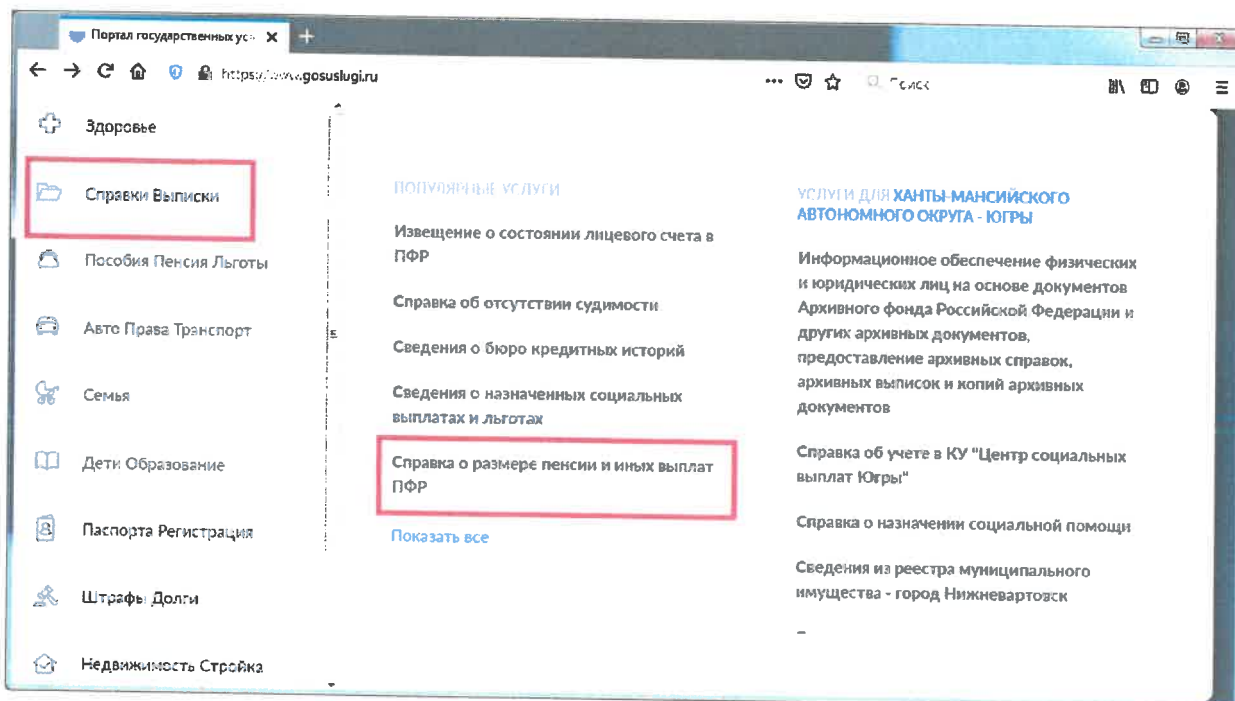 Портал государственных усл
https://www.gosuslugi.ru
Поиск
Здоровье
Справки Выписки
Пособия Пенсия Льготы
Авто Права Транспорт
Семья
Дети Образование
Паспорта Регистрация
Штрафы Долги
Недвижимость Стройка
ПОПУЛЯРНЫЕ УСЛУГИ
Извещение о состоянии лицевого счета в
ПФР
Справка об отсутствии судимости
Сведения о бюро кредитных историй
Сведения о назначенных социальных
выплатах и льготах
Справка о размере пенсии и иных выплат
ПФР
Показать все
УСЛУГИ ДЛЯ ХАНТЫ-МАНСИЙСКОГО
АВТОНОМНОГО ОКРУГА - ЮГРЫ
Информационное обеспечение физических
и юридических лиц на основе документов
Архивного фонда Российской Федерации и
других архивных документов,
предоставление архивных справок,
архивных выписок и копий архивных
документов
Справка об учете в КУ "Центр социальных
выплат Югры"
Справка о назначении социальной помощи
Сведения из реестра муниципального
имущества - город Нижневартовск